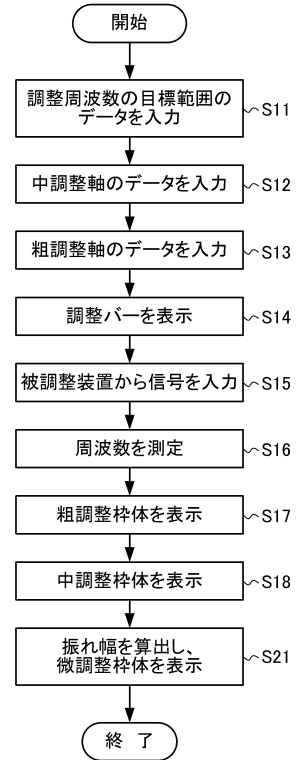 開始
調整周波数の目標範囲の
データを入力
S11
中調整軸のデータを入力
S12
粗調整軸のデータを入力
S13
調整バーを表示
S14
被調整装置から信号を入力
S15
周波数を測定
S16
粗調整枠体を表示
S17
中調整枠体を表示
S18
振れ幅を算出し、
微調整枠体を表示
S21
終 了